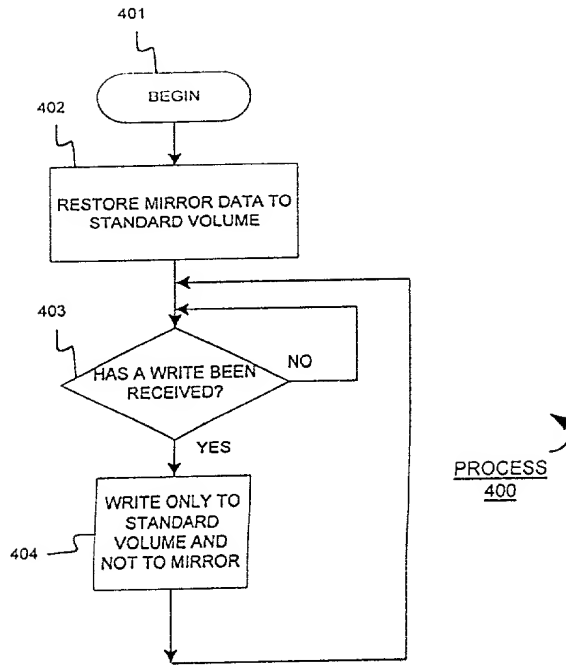 401
BEGIN
402
RESTORE MIRROR DATA TO
STANDARD VOLUME
403
HAS A WRITE BEEN
RECEIVED?
NO
YES
PROCESS
400
WRITE ONLY TO
STANDARD
VOLUME AND
NOT TO MIRROR
404